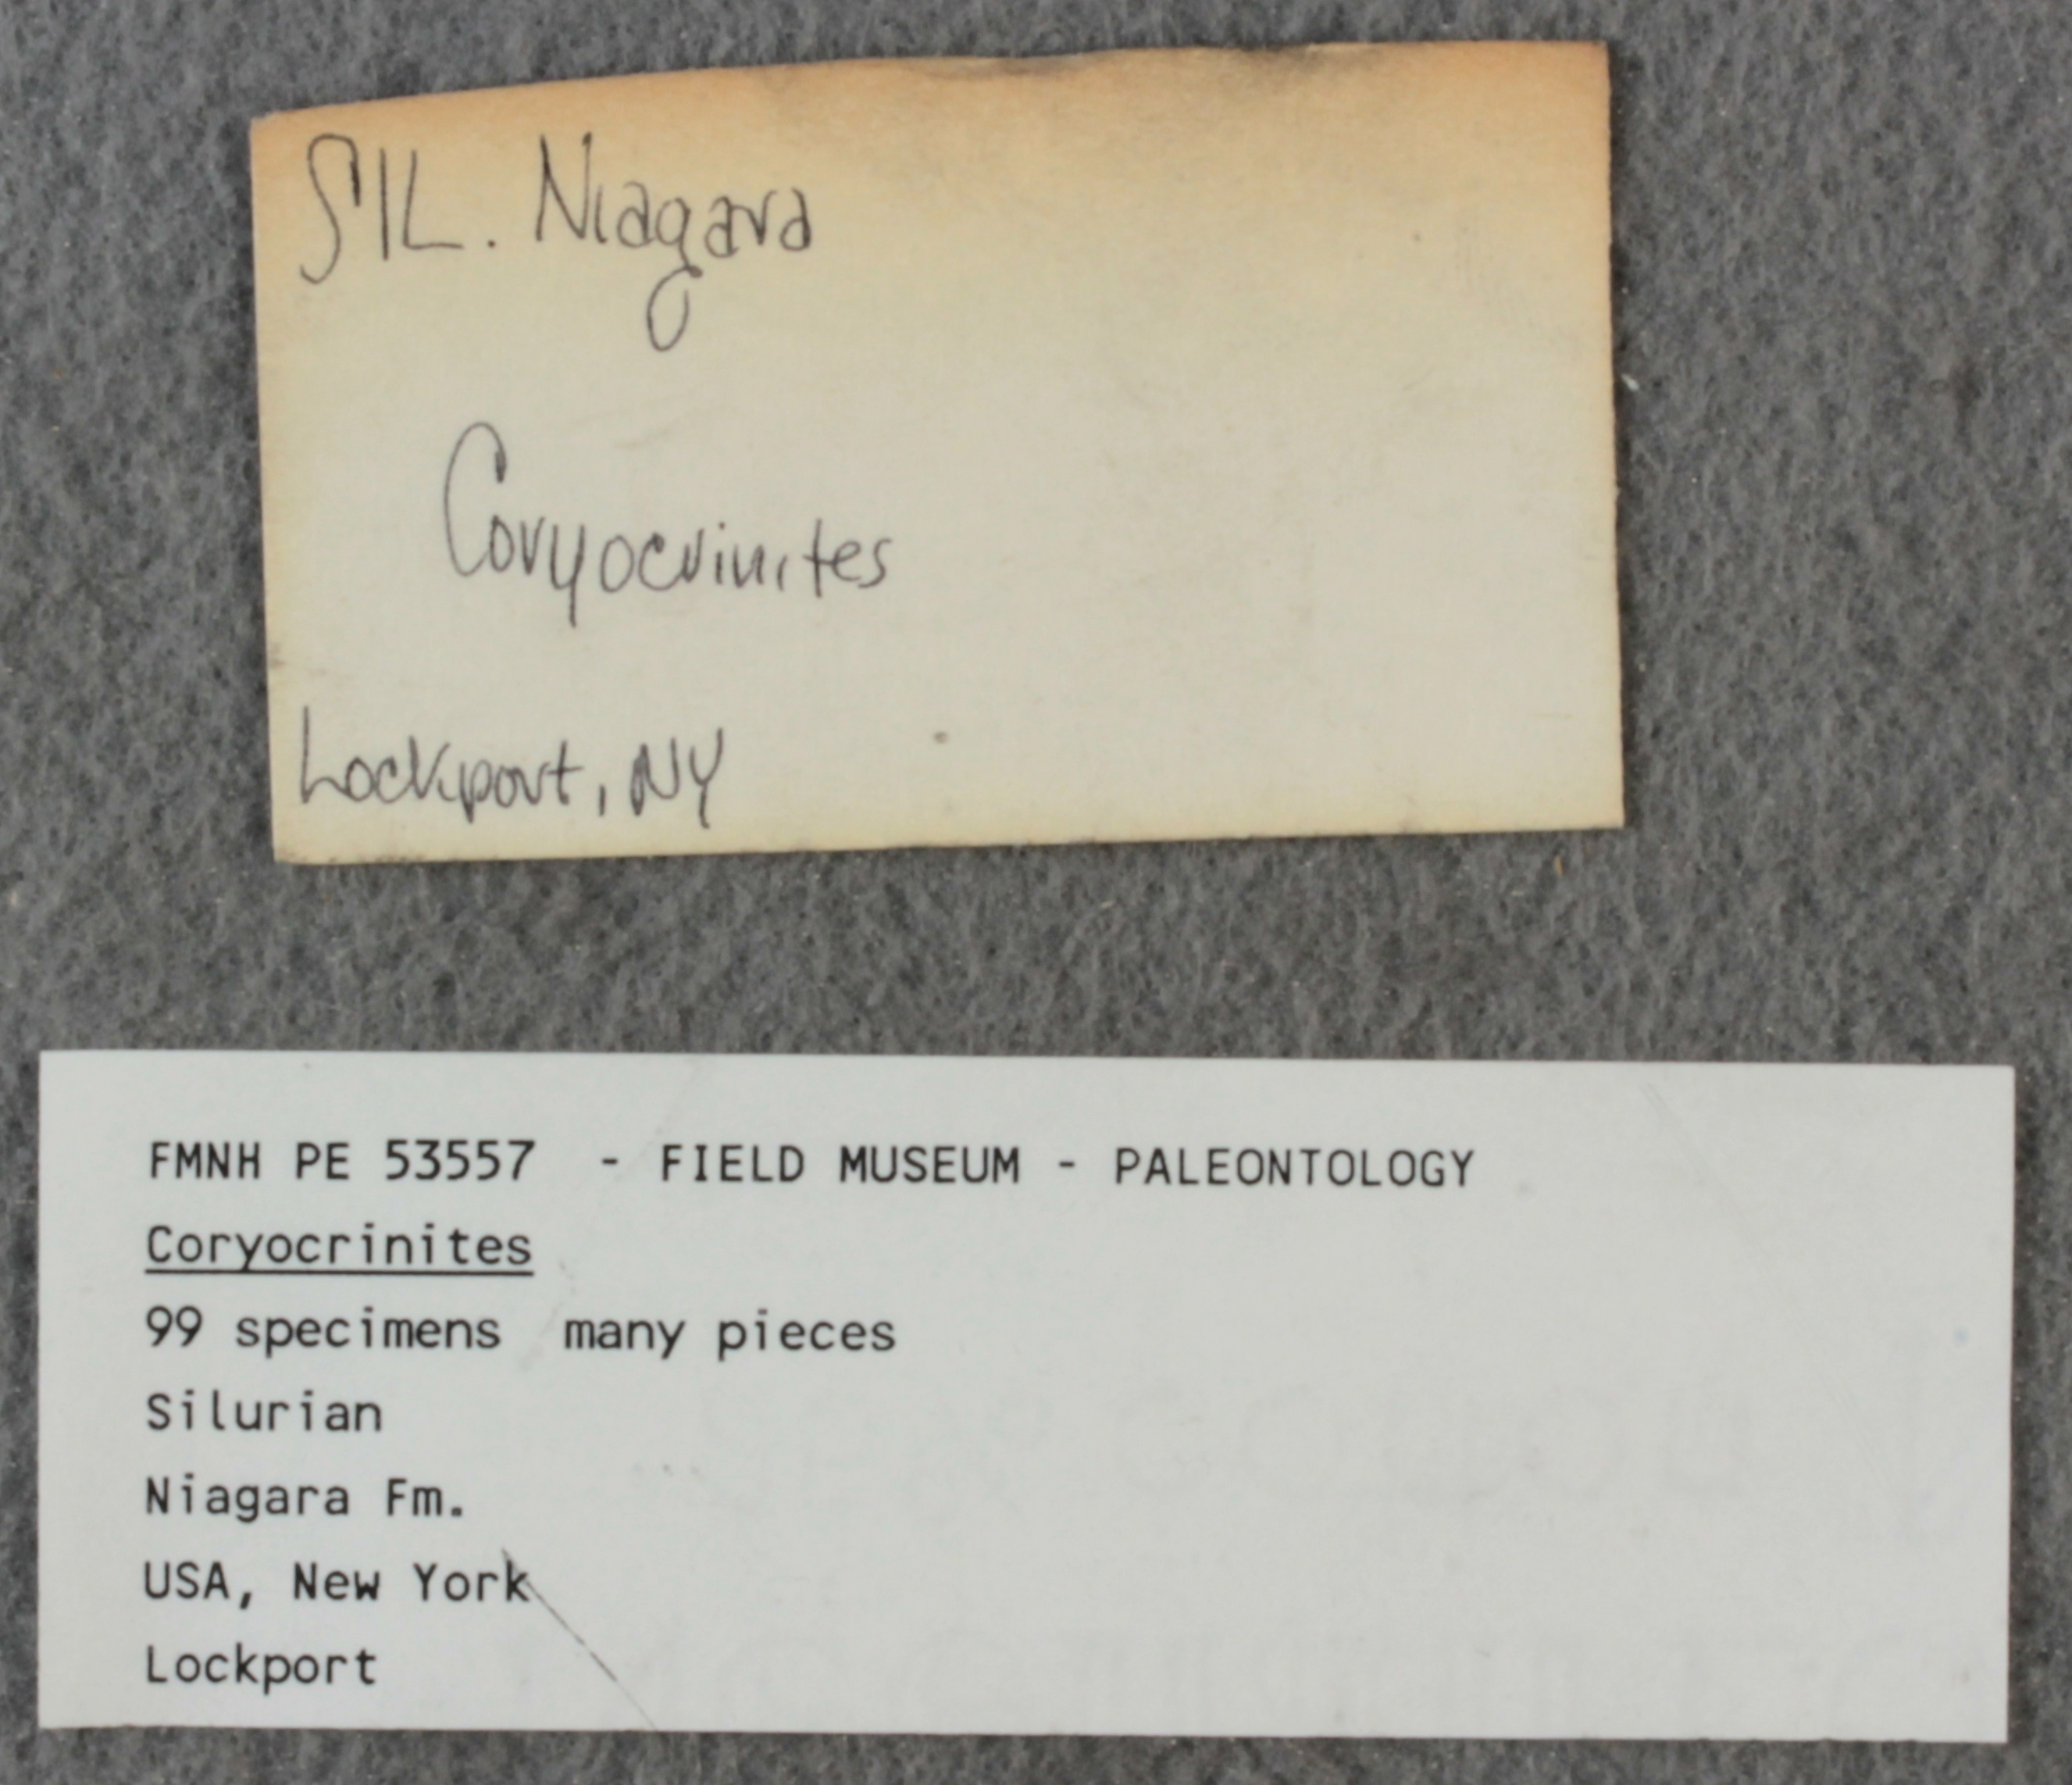 SIL. Niagara
Coryocrinites
Lockport, NY
FMNH PE 53557 - FIELD MUSEUM - PALEONTOLOGY
Coryocrinites
99 specimens many pieces
Silurian
Niagara Fm.
USA, New York
Lockport